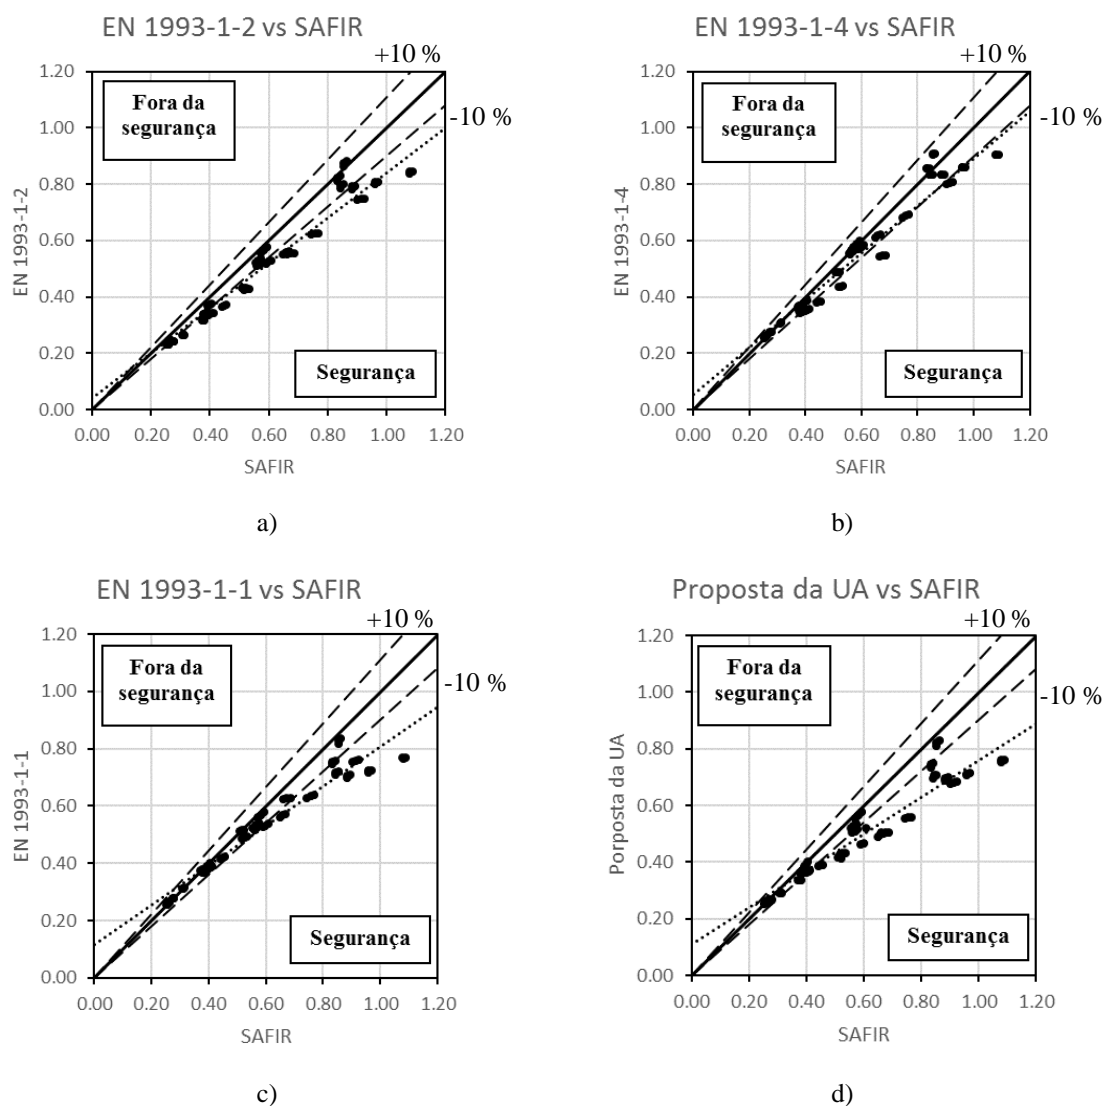 EN 1993-1-2 vs SAFIR
+10 %
-10 %
1.20
1.00
0.80
0.60
0.40
0.20
0.00
EN 1993-1-2
Fora da
segurança
Segurança
0.00 0.20 0.40 0.60 0.80 1.00 1.20
SAFIR
a)
EN 1993-1-4 vs SAFIR
+10 %
-10 %
1.20
1.00
0.80
0.60
0.40
0.20
0.00
EN 1993-1-4
Fora da
segurança
Segurança
0.00 0.20 0.40 0.60 0.80 1.00 1.20
SAFIR
b)
EN 1993-1-1 vs SAFIR
+10 %
-10 %
1.20
1.00
0.80
0.60
0.40
0.20
0.00
EN 1993-1-1
Fora da
segurança
Segurança
0.00 0.20 0.40 0.60 0.80 1.00 1.20
SAFIR
c)
Proposta da UA vs SAFIR
+10 %
-10 %
1.20
1.00
0.80
0.60
0.40
0.20
0.00
Porposta da UA
Fora da
segurança
Segurança
0.00 0.20 0.40 0.60 0.80 1.00 1.20
SAFIR
d)